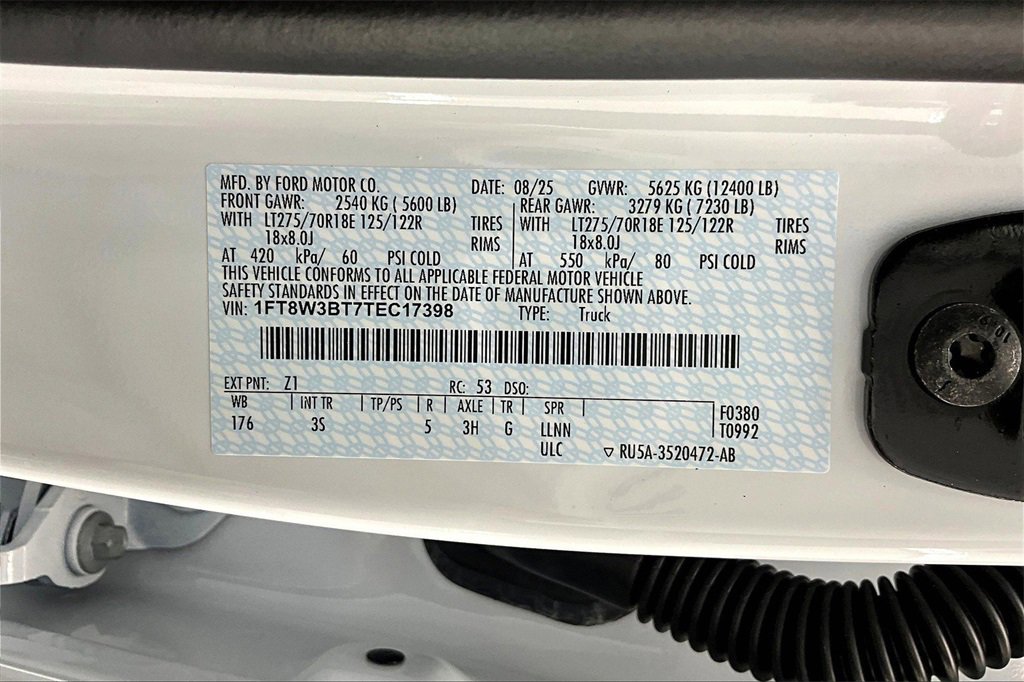 MFD. BY FORD MOTOR CO. DATE: 08/25 GVWR: 5625 KG (12400 LB)
FRONT GAWR: 2540 KG ( 5600 LB) REAR GAWR: 3279 KG ( 7230 LB)
WITH LT275/70R18E 125/122R TIRES WITH LT275/70R18E 125/122R TIRES
18x8.0J RIMS 18x8.0J RIMS
AT 420 kPa/ 60 PSI COLD AT 550 kPa/ 80 PSI COLD
THIS VEHICLE CONFORMS TO ALL APPLICABLE FEDERAL MOTOR VEHICLE
SAFETY STANDARDS IN EFFECT ON THE DATE OF MANUFACTURE SHOWN ABOVE.
VIN: 1FT8W3BT7TEC17398 TYPE: Truck
EXT PNT: Z1 RC: 53 DSO:
WB INT TR TP/PS R AXLE TR SPR F0380
176 3S 5 3H G LLNN T0992
ULC ▽ RU5A-3520472-AB